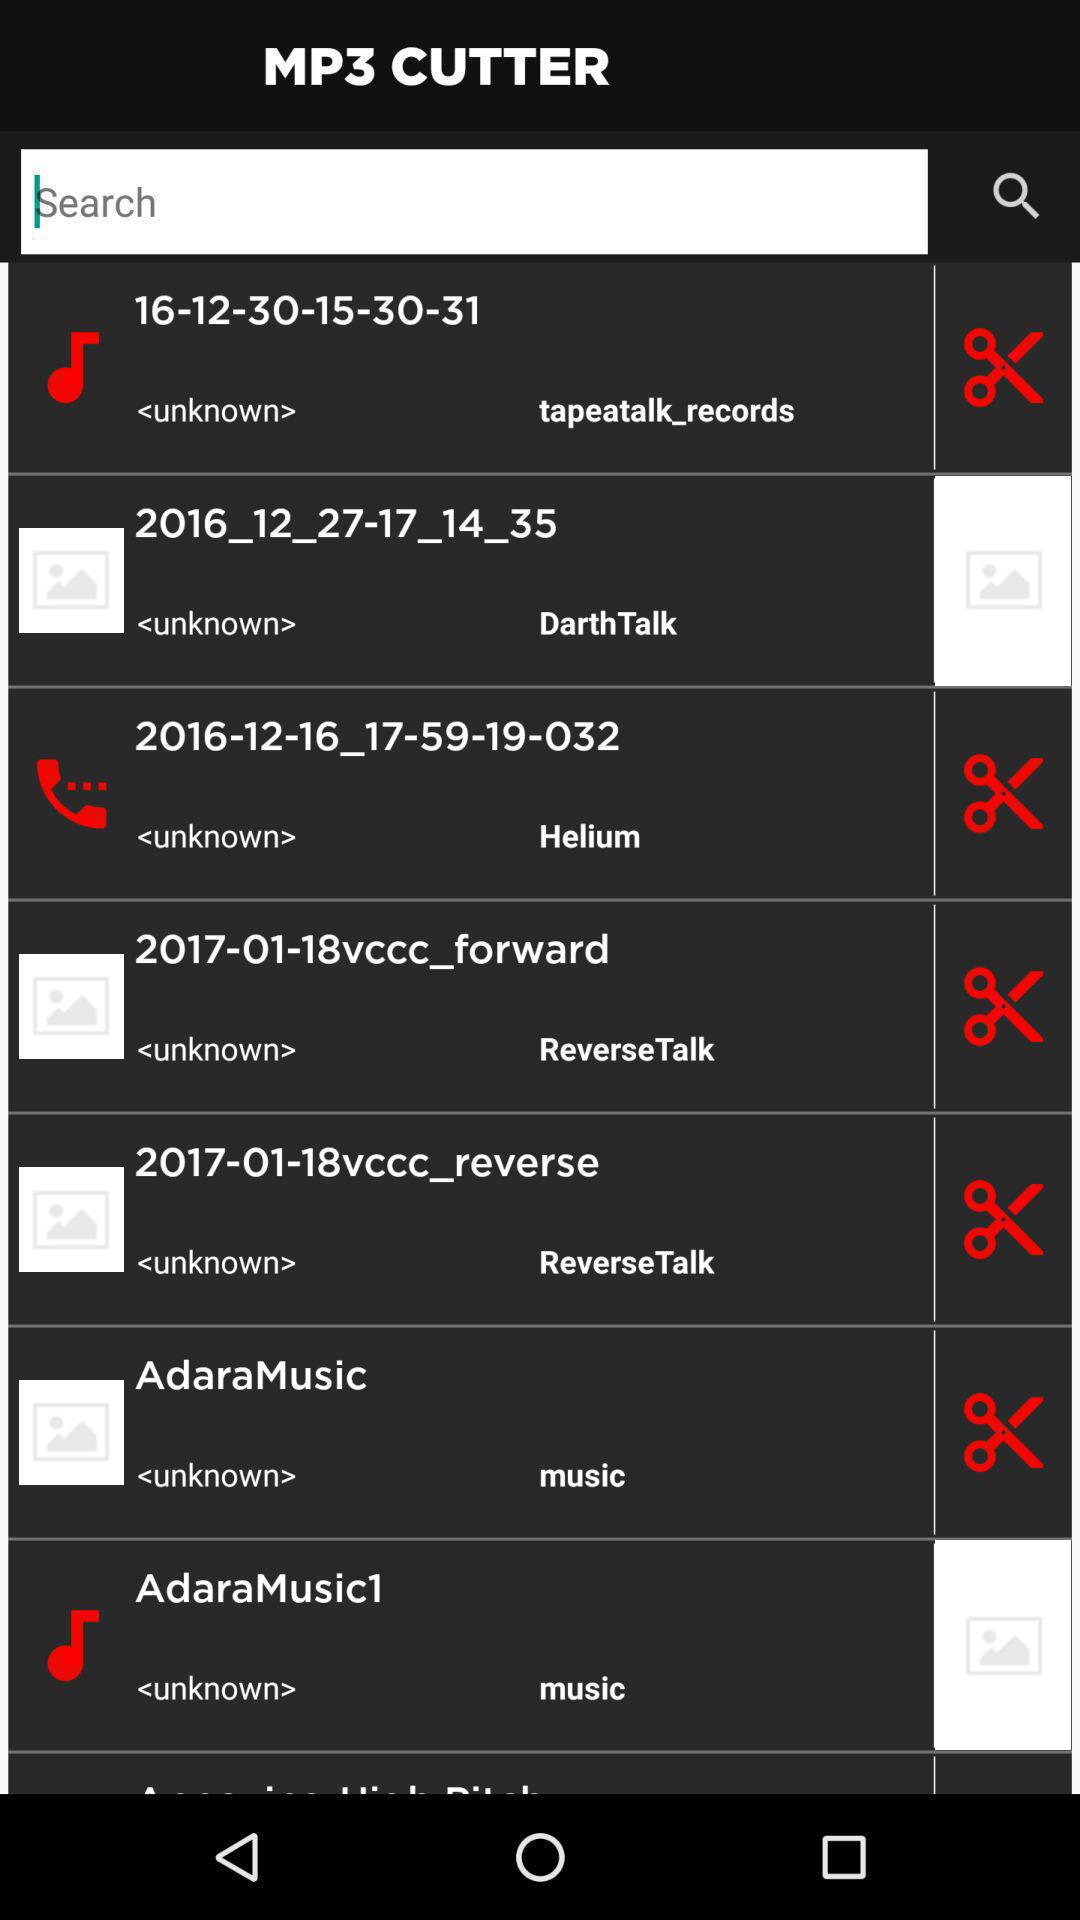 MP3 CUTTER
Search
16-12-30-15-30-31
<unknown> tapeatalk_records
2016_12_27-17_14_35
<unknown> DarthTalk
2016-12-16_17-59-19-032
<unknown> Helium
2017-01-18vccc_forward
<unknown> ReverseTalk
2017-01-18vccc_reverse
<unknown> ReverseTalk
AdaraMusic
<unknown> music
AdaraMusic1
<unknown> music